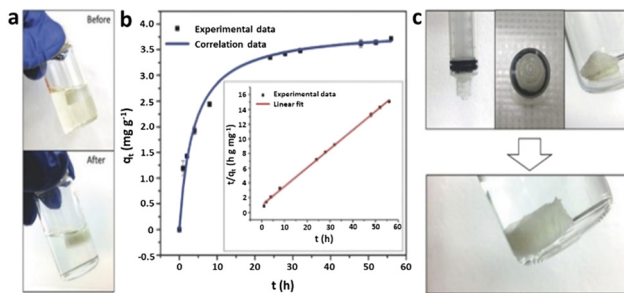 a
Before
After
b
qt (mg g-1)
4.0
3.5
3.0
2.5
2.0
1.5
1.0
0.5
0.0
-0.5
Experimental data
Correlation data
t/qt (h g mg-1)
16
14
12
10
8
6
4
2
0
Experimental data
Linear fit
0 10 20 30 40 50 60
t (h)
0 10 20 30 40 50 60
t (h)
c